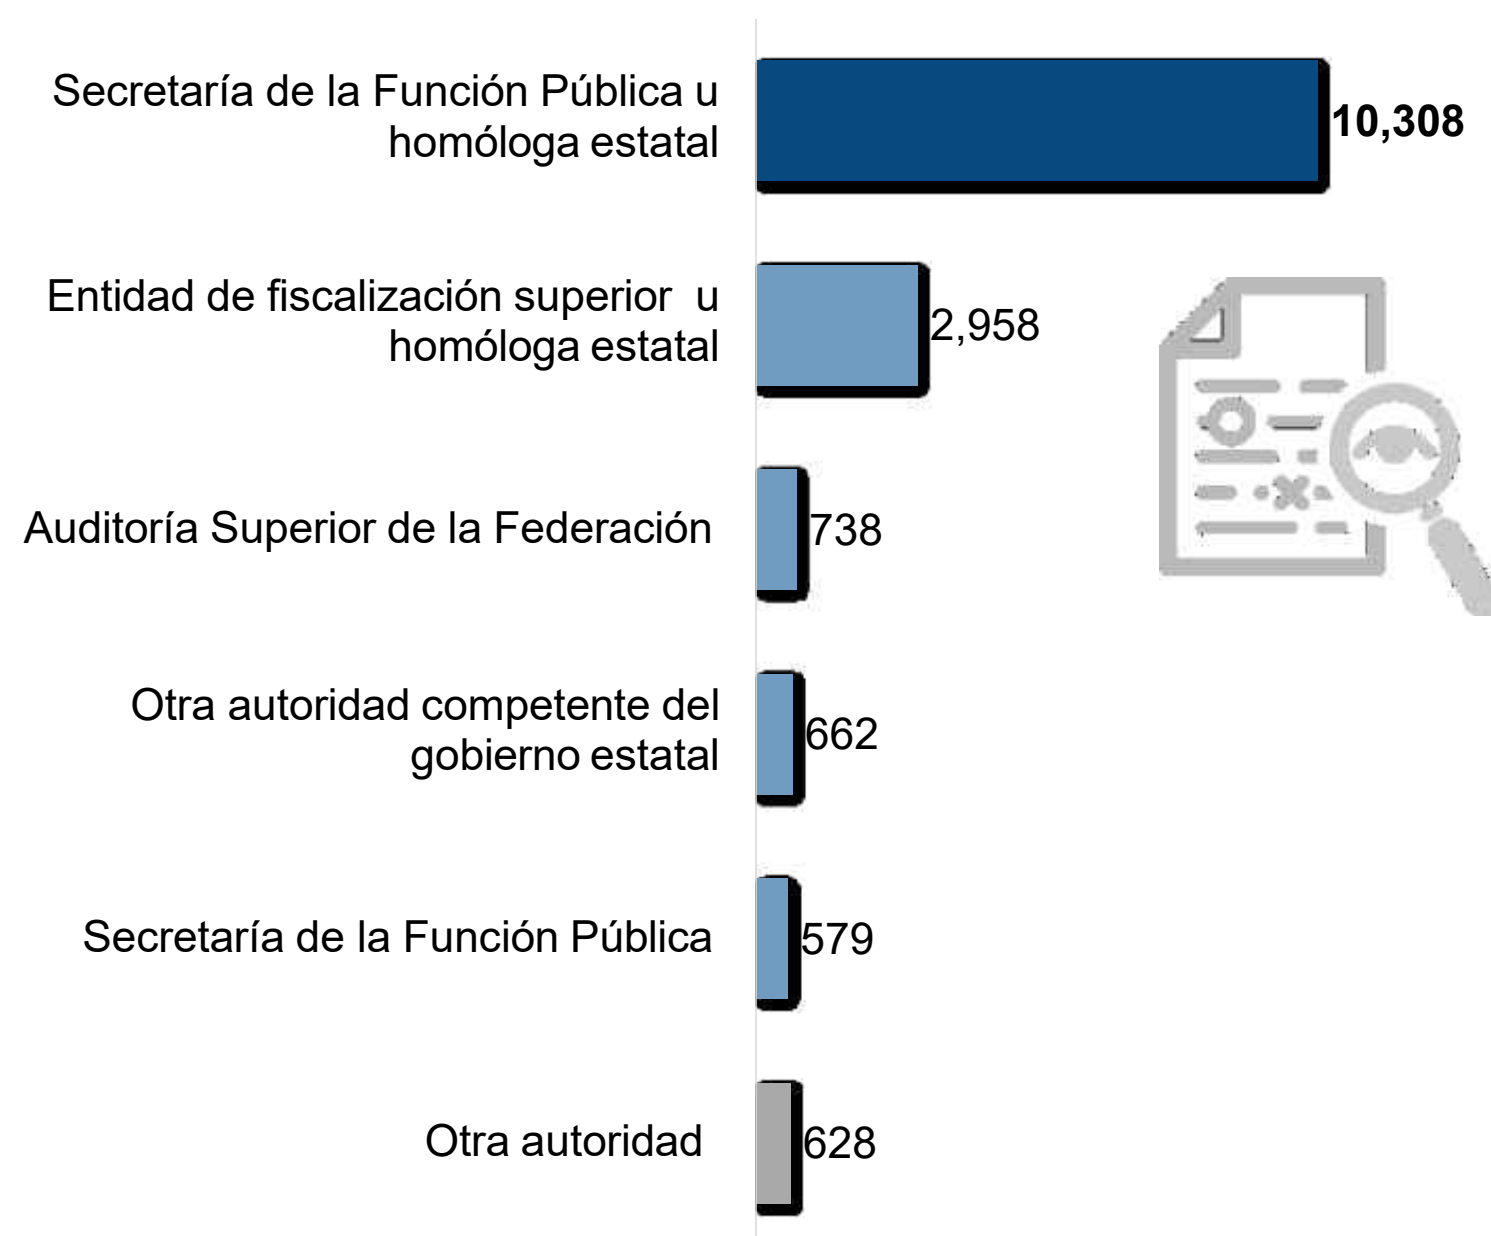 Secretaría de la Función Pública u
homóloga estatal
10,308
Entidad de fiscalización superior  u
homóloga estatal
2,958
Auditoría Superior de la Federación
738
Otra autoridad competente del
gobierno estatal
662
Secretaría de la Función Pública
579
Otra autoridad
628